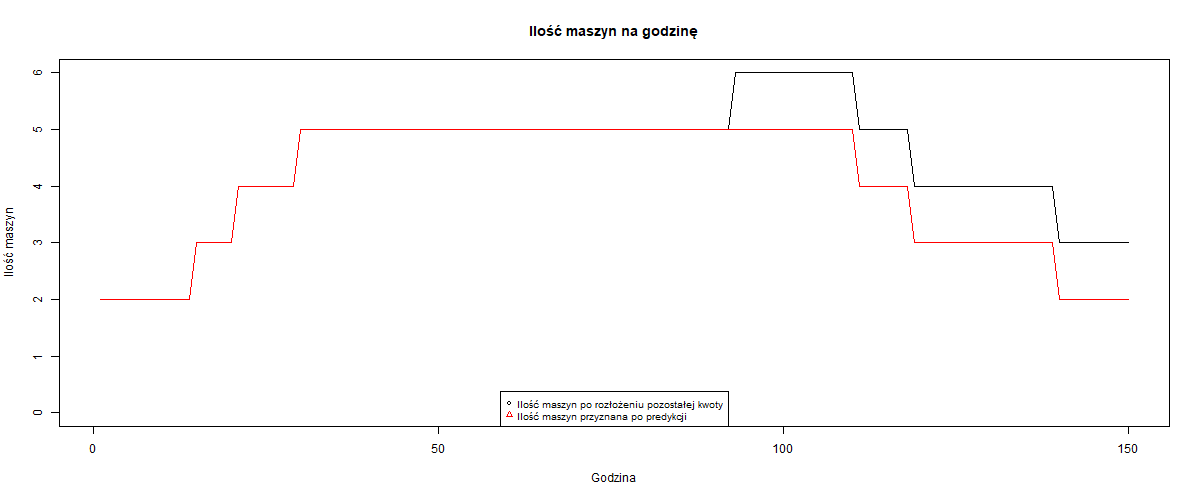 Ilość maszyn na godzinę
6
5
4
3
2
1
0
Ilość maszyn
Ilość maszyn po rozłożeniu pozostałej kwoty
Ilość maszyn przyznana po predykcji
0 50 100 150
Godzina